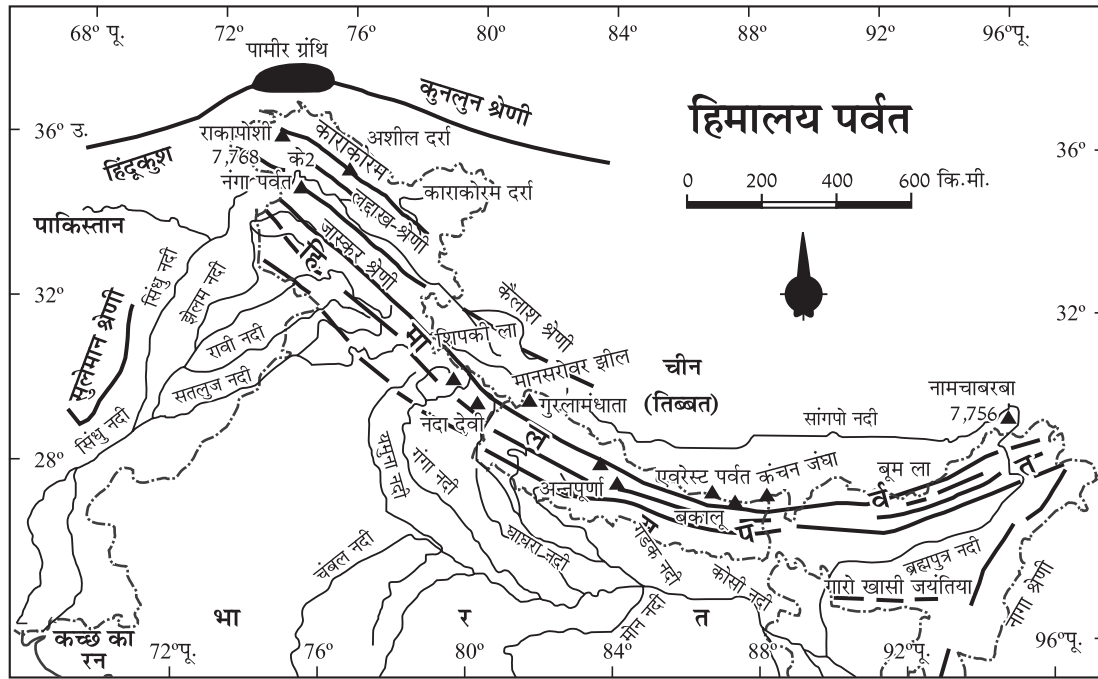 68° पू. 72° 76° 80° 84° 88° 92° 96°पू.
पामीर ग्रंथि
कुनलुन श्रेणी
हिमालय पर्वत
36° उ.
36°
राकापोशी
7,768
काराकोरम
अशील दर्रा
हिंदूकुश
के2
नंगा पर्वत
लद्दाख-श्रेणी
काराकोरम दर्रा
0 200 400 600 कि.मी.
पाकिस्तान
सिंधु नदी
झेलम नदी
हि
जास्कर श्रेणी
32°
32°
सुलेमान श्रेणी
रावी नदी
सतलुज नदी
मा
शिपकी ला
कैलाश श्रेणी
मानसरोवर झील
चीन
(तिब्बत)
गुरलामंधाता
नामचाबरबा
7,756
सांगपो नदी
नंदा देवी
सिंधु नदी
28°
28°
यमुना नदी
गंगा नदी
ल
अन्नपूर्णा
एवरेस्ट पर्वत
कंचन जंघा
बूम ला
र्व
त
बकालू
य
प
घाघरा नदी
गंडक नदी
कोसी नदी
ब्रह्मपुत्र नदी
गारो खासी जयंतिया
नागा श्रेणी
चंबल नदी
भा
र
त
मोन नदी
कच्छ का
रन
72°पू. 76° 80° 84° 88° 92°पू. 96°पू.